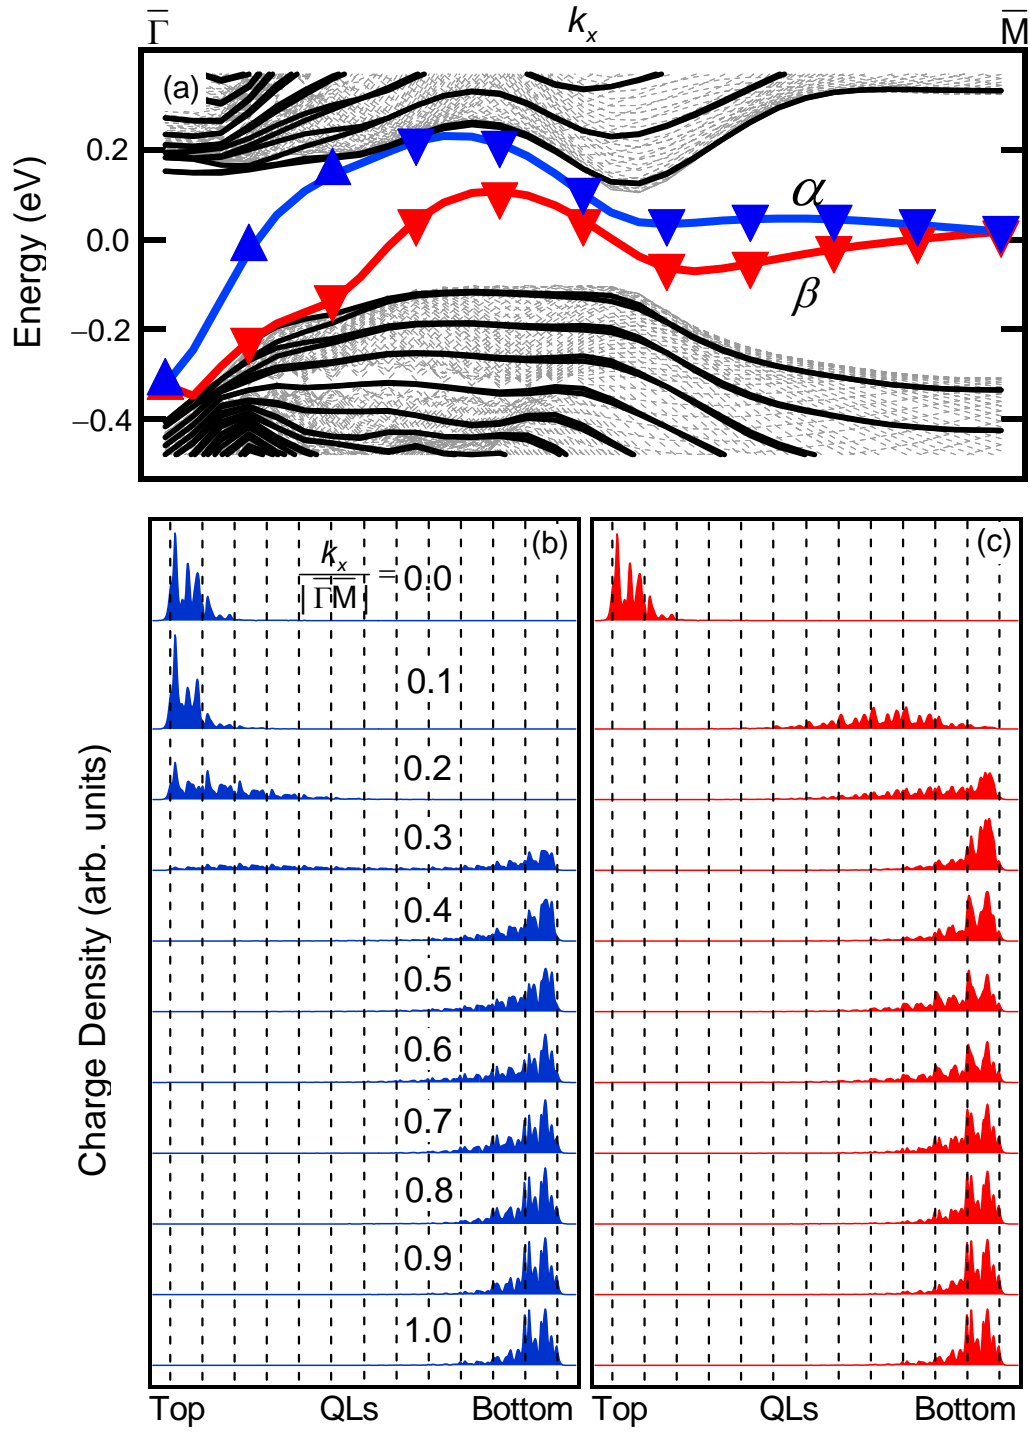 Γ̅ kₓ M̅
(a)
0.2
0.0
−0.2
−0.4
Energy (eV)
α
β
(b) (c)
kₓ / |Γ̅M̅| = 0.0
0.1
0.2
0.3
0.4
0.5
0.6
0.7
0.8
0.9
1.0
Charge Density (arb. units)
Top QLs Bottom Top QLs Bottom